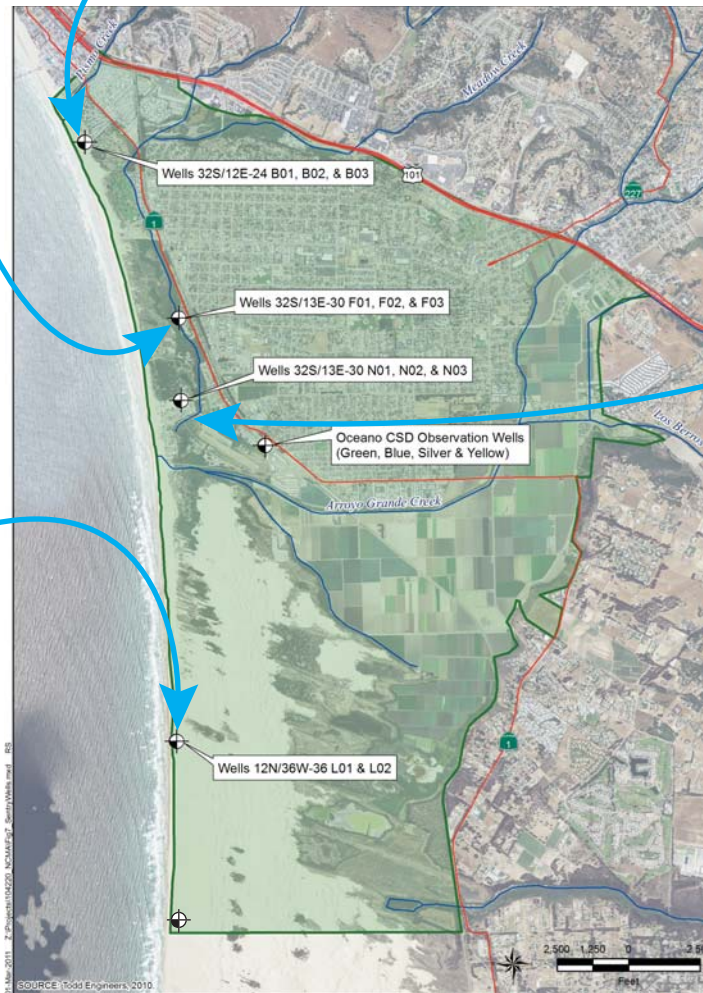 Pismo Creek
Meadow Creek
Wells 32S/12E-24 B01, B02, & B03
101
227
1
Wells 32S/13E-30 F01, F02, & F03
Wells 32S/13E-30 N01, N02, & N03
Oceano CSD Observation Wells
(Green, Blue, Silver & Yellow)
Los Berros
Arroyo Grande Creek
1
Wells 12N/36W-36 L01 & L02
2,500 1,250 0
Feet
SOURCE: Todd Engineers, 2010